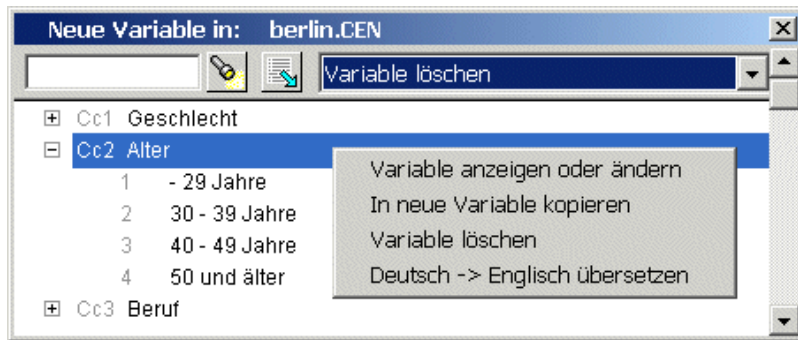 Neue Variable in: berlin.CEN
Variable löschen
Cc1 Geschlecht
Cc2 Alter
1 - 29 Jahre
2 30 - 39 Jahre
3 40 - 49 Jahre
4 50 und älter
Cc3 Beruf
Variable anzeigen oder ändern
In neue Variable kopieren
Variable löschen
Deutsch -> Englisch übersetzen